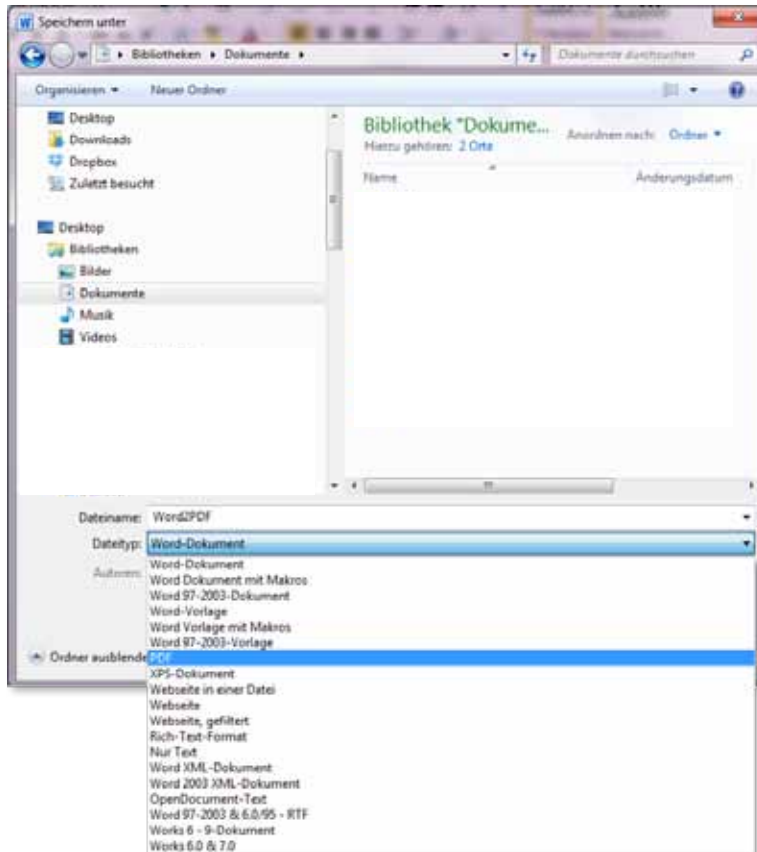 Speichern unter
Bibliotheken ▸ Dokumente ▸
Dokumente durchsuchen
Organisieren
Neuer Ordner
Desktop
Downloads
Dropbox
Zuletzt besucht
Desktop
Bibliotheken
Bilder
Dokumente
Musik
Videos
Bibliothek "Dokume...
Hierzu gehören: 2 Orte
Anordnen nach: Ordner
Name
Änderungsdatum
Dateiname: Word2PDF
Dateityp: Word-Dokument
Autoren:
Word-Dokument
Word Dokument mit Makros
Word 97-2003-Dokument
Word-Vorlage
Word Vorlage mit Makros
Word 97-2003-Vorlage
Ordner ausblende
PDF
XPS-Dokument
Webseite in einer Datei
Webseite
Webseite, gefiltert
Rich-Text-Format
Nur Text
Word XML-Dokument
Word 2003 XML-Dokument
OpenDocument-Text
Word 97-2003 & 6.0/95 - RTF
Works 6 - 9-Dokument
Works 6.0 & 7.0